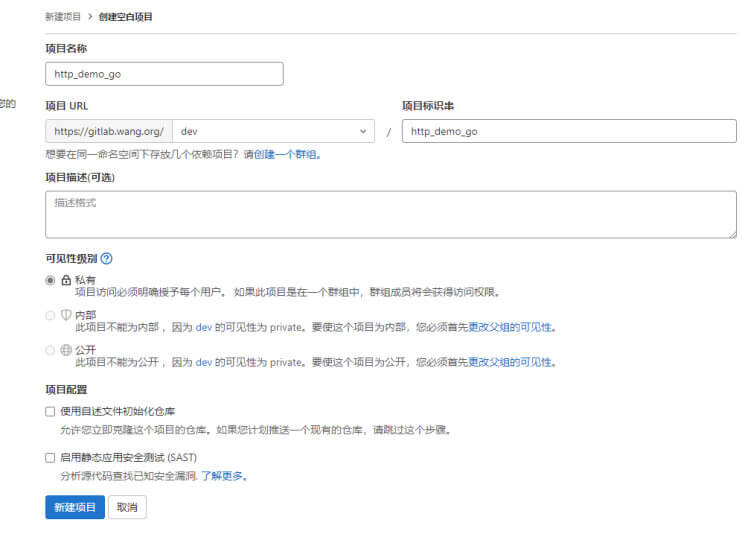 新建项目 > 创建空白项目
项目名称
http_demo_go
您的
项目 URL
项目标识串
https://gitlab.wang.org/ dev / http_demo_go
想要在同一命名空间下存放几个依赖项目？请创建一个群组。
项目描述(可选)
描述格式
可见性级别
私有
项目访问必须明确授予每个用户。 如果此项目是在一个群组中，群组成员将会获得访问权限。
内部
此项目不能为内部 ，因为 dev 的可见性为 private。要使这个项目为内部，您必须首先更改父组的可见性。
公开
此项目不能为公开 ，因为 dev 的可见性为 private。要使这个项目为公开，您必须首先更改父组的可见性。
项目配置
使用自述文件初始化仓库
允许您立即克隆这个项目的仓库。如果您计划推送一个现有的仓库，请跳过这个步骤。
启用静态应用安全测试 (SAST)
分析源代码查找已知安全漏洞. 了解更多。
新建项目 取消